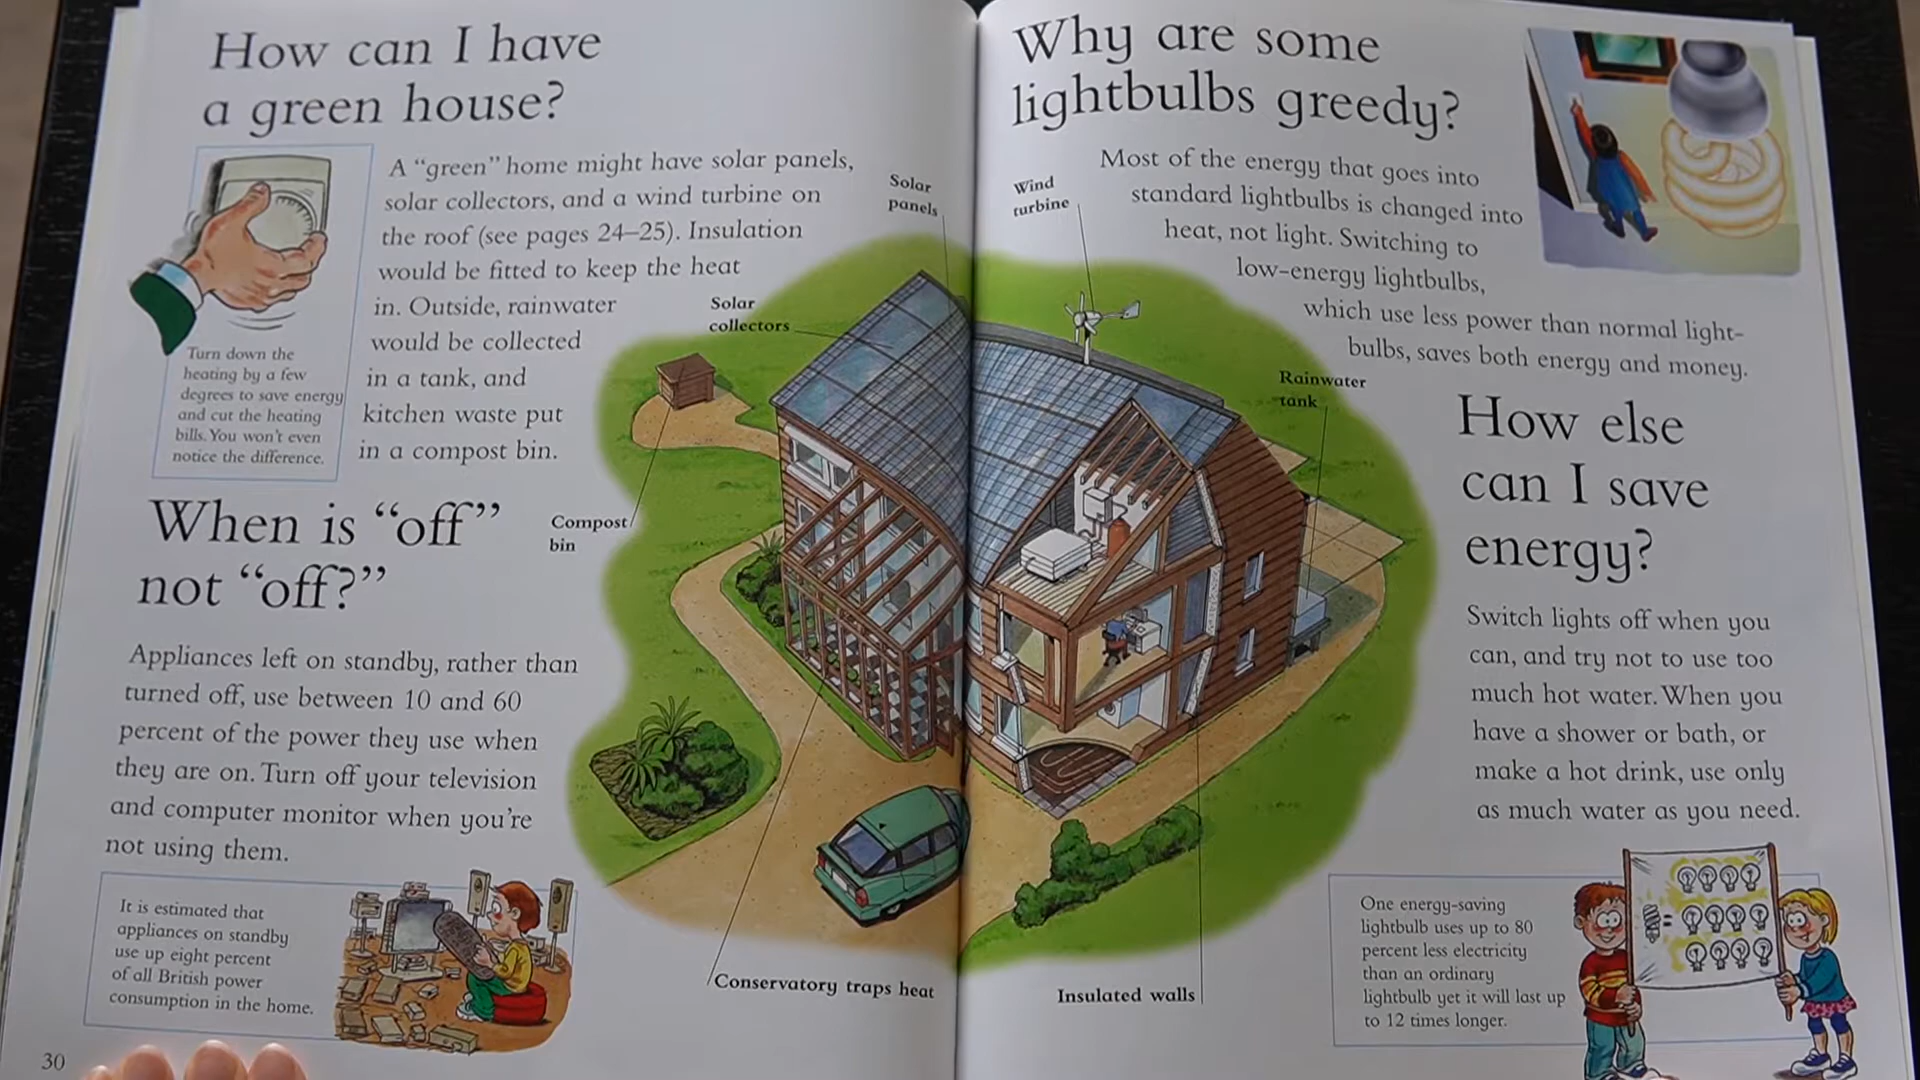 How can I have
a green house?
A “green” home might have solar panels,
solar collectors, and a wind turbine on
the roof (see pages 24–25). Insulation
would be fitted to keep the heat
in. Outside, rainwater
would be collected
in a tank, and
kitchen waste put
in a compost bin.
Turn down the
heating by a few
degrees to save energy
and cut the heating
bills. You won't even
notice the difference.
Solar
panels
Solar
collectors
Compost
bin
When is “off”
not “off?”
Appliances left on standby, rather than
turned off, use between 10 and 60
percent of the power they use when
they are on. Turn off your television
and computer monitor when you're
not using them.
It is estimated that
appliances on standby
use up eight percent
of all British power
consumption in the home.
Conservatory traps heat
30
Why are some
lightbulbs greedy?
Most of the energy that goes into
standard lightbulbs is changed into
heat, not light. Switching to
low-energy lightbulbs,
which use less power than normal light-
bulbs, saves both energy and money.
Wind
turbine
Rainwater
tank
Insulated walls
How else
can I save
energy?
Switch lights off when you
can, and try not to use too
much hot water. When you
have a shower or bath, or
make a hot drink, use only
as much water as you need.
One energy-saving
lightbulb uses up to 80
percent less electricity
than an ordinary
lightbulb yet it will last up
to 12 times longer.
=